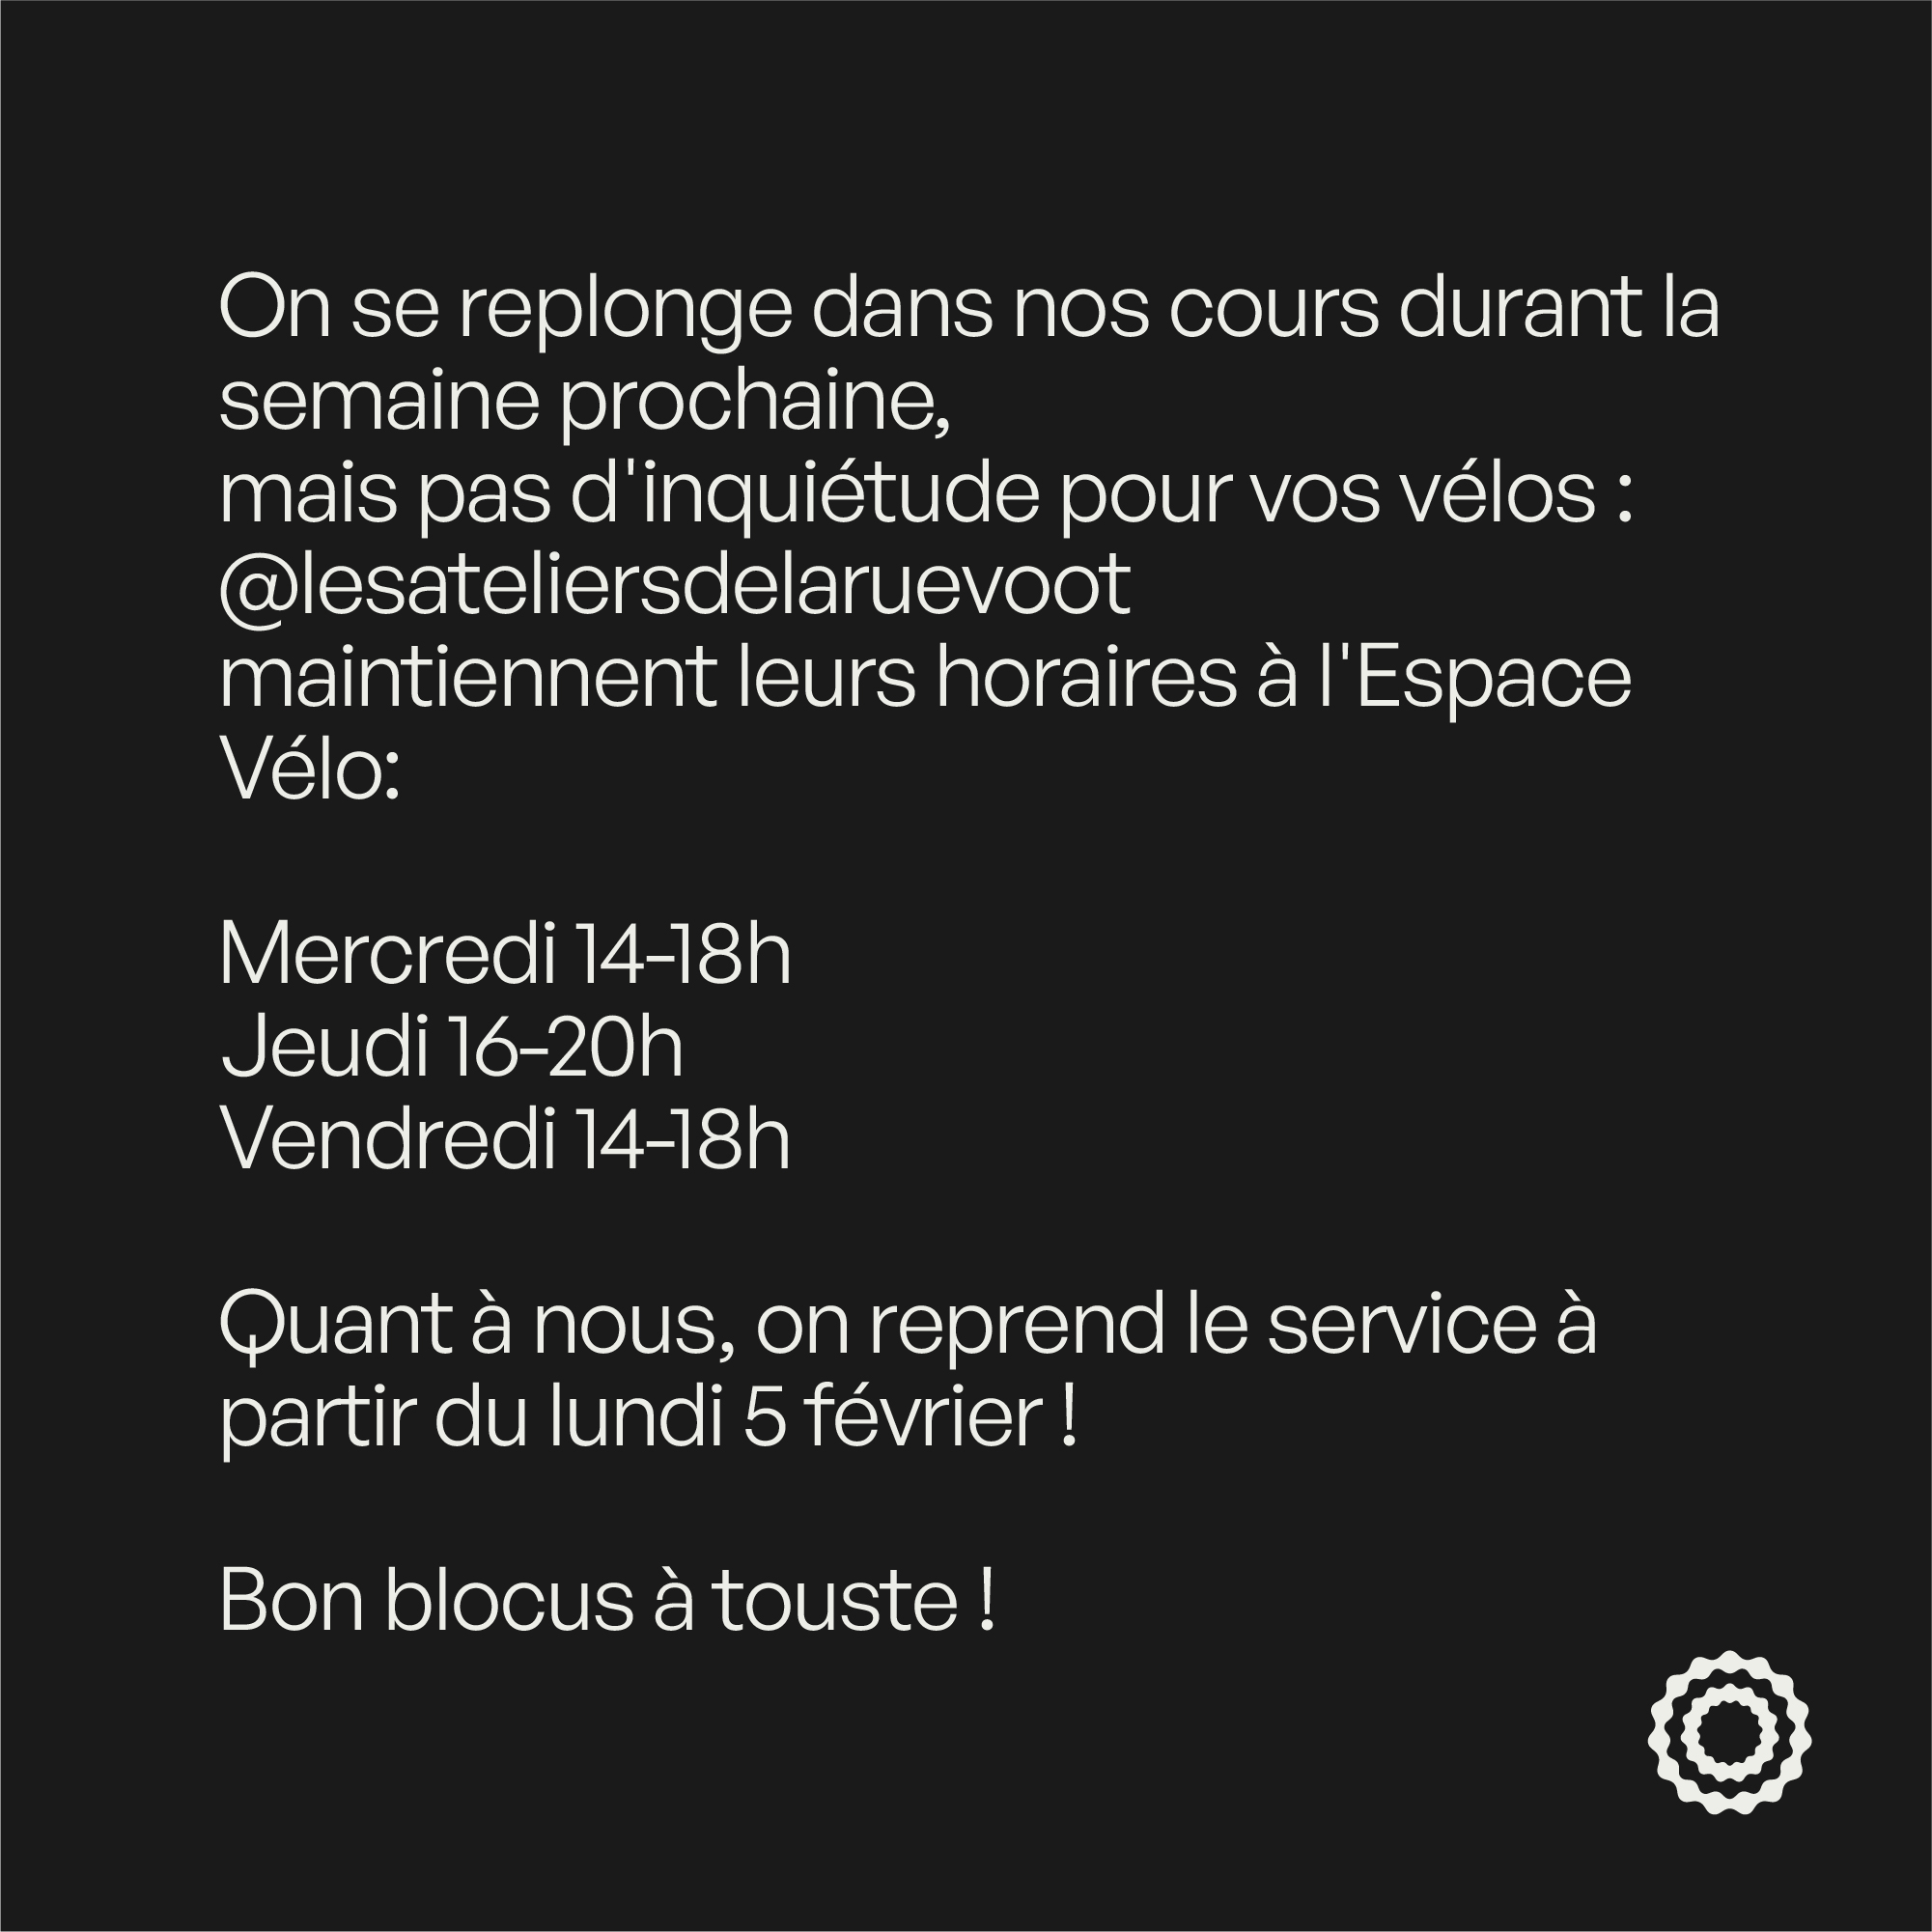 On se replonge dans nos cours durant la
semaine prochaine,
mais pas d'inquiétude pour vos vélos :
@lesateliersdelaruevoot
maintiennent leurs horaires à l'Espace
Vélo:
Mercredi 14-18h
Jeudi 16-20h
Vendredi 14-18h
Quant à nous, on reprend le service à
partir du lundi 5 février !
Bon blocus à touste !